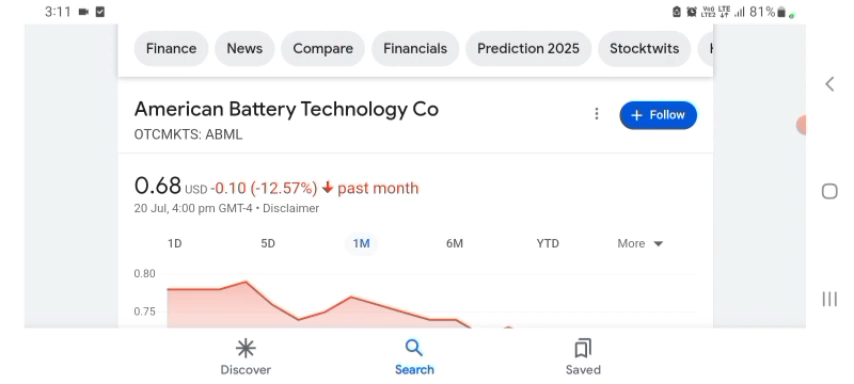 3:11 81%
Finance News Compare Financials Prediction 2025 Stocktwits
American Battery Technology Co
+ Follow
OTCMKTS: ABML
0.68 USD -0.10 (-12.57%) ↓ past month
20 Jul, 4:00 pm GMT-4 • Disclaimer
1D 5D 1M 6M YTD More
0.80
0.75
Discover Search Saved